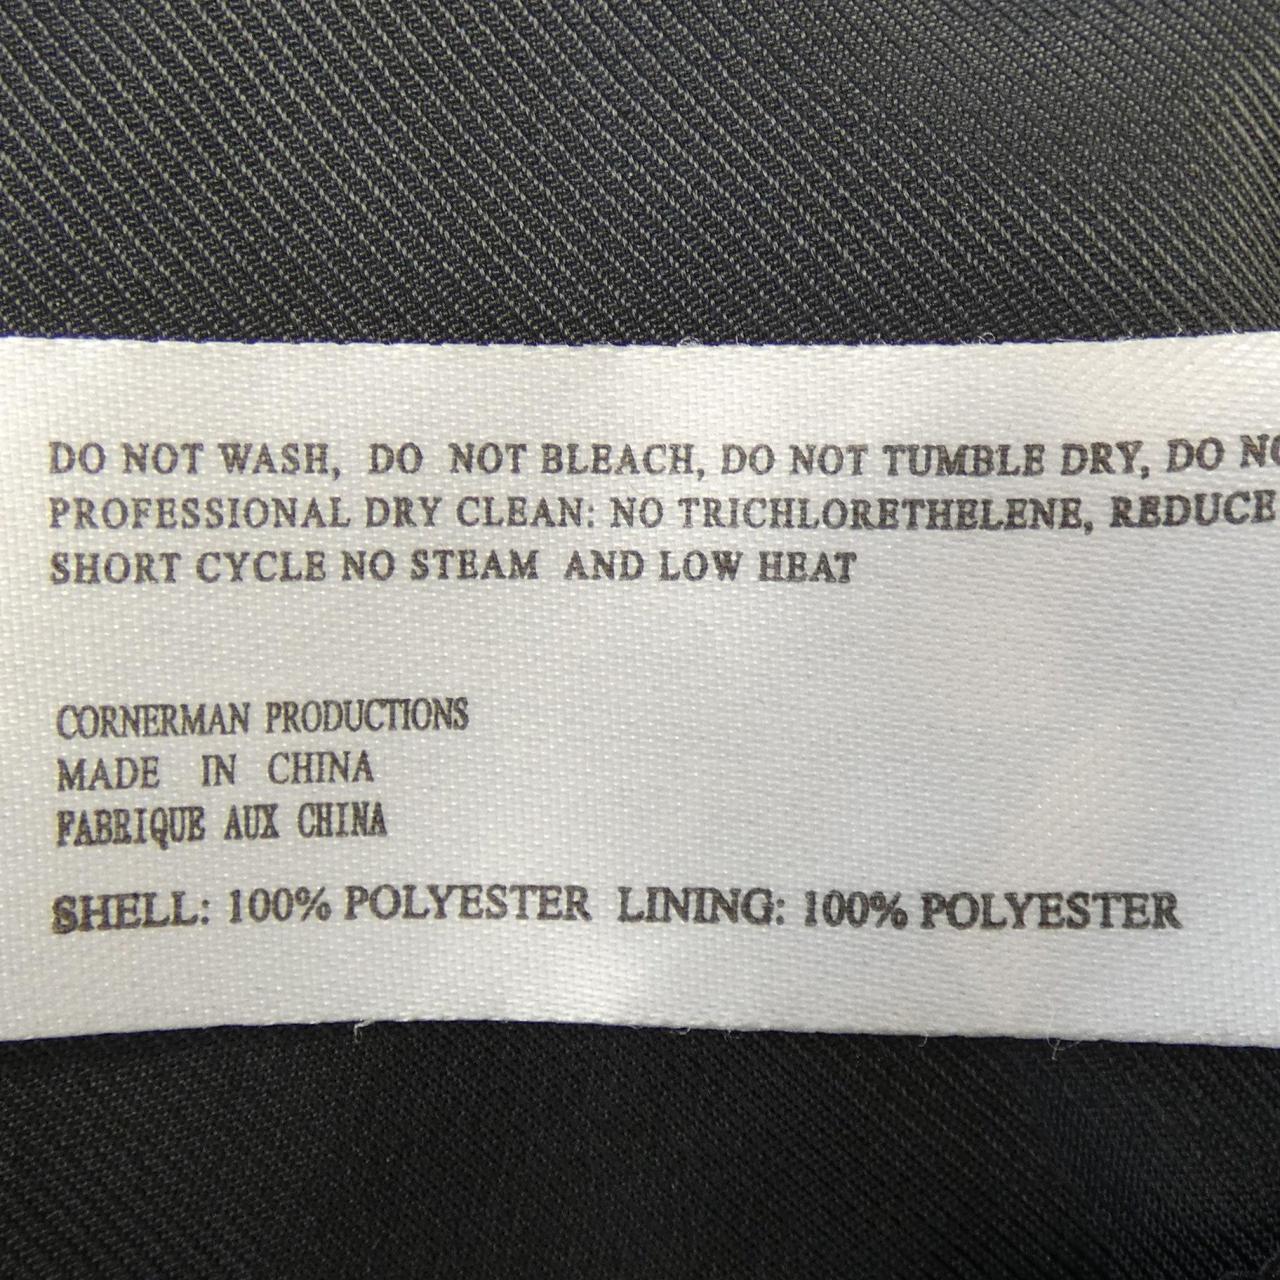 DO NOT WASH, DO NOT BLEACH, DO NOT TUMBLE DRY, DO
PROFESSIONAL DRY CLEAN: NO TRICHLORETHELENE, REDUCE
SHORT CYCLE NO STEAM AND LOW HEAT
CORNERMAN PRODUCTIONS
MADE IN CHINA
FABRIQUE AUX CHINA
SHELL: 100% POLYESTER LINING: 100% POLYESTER